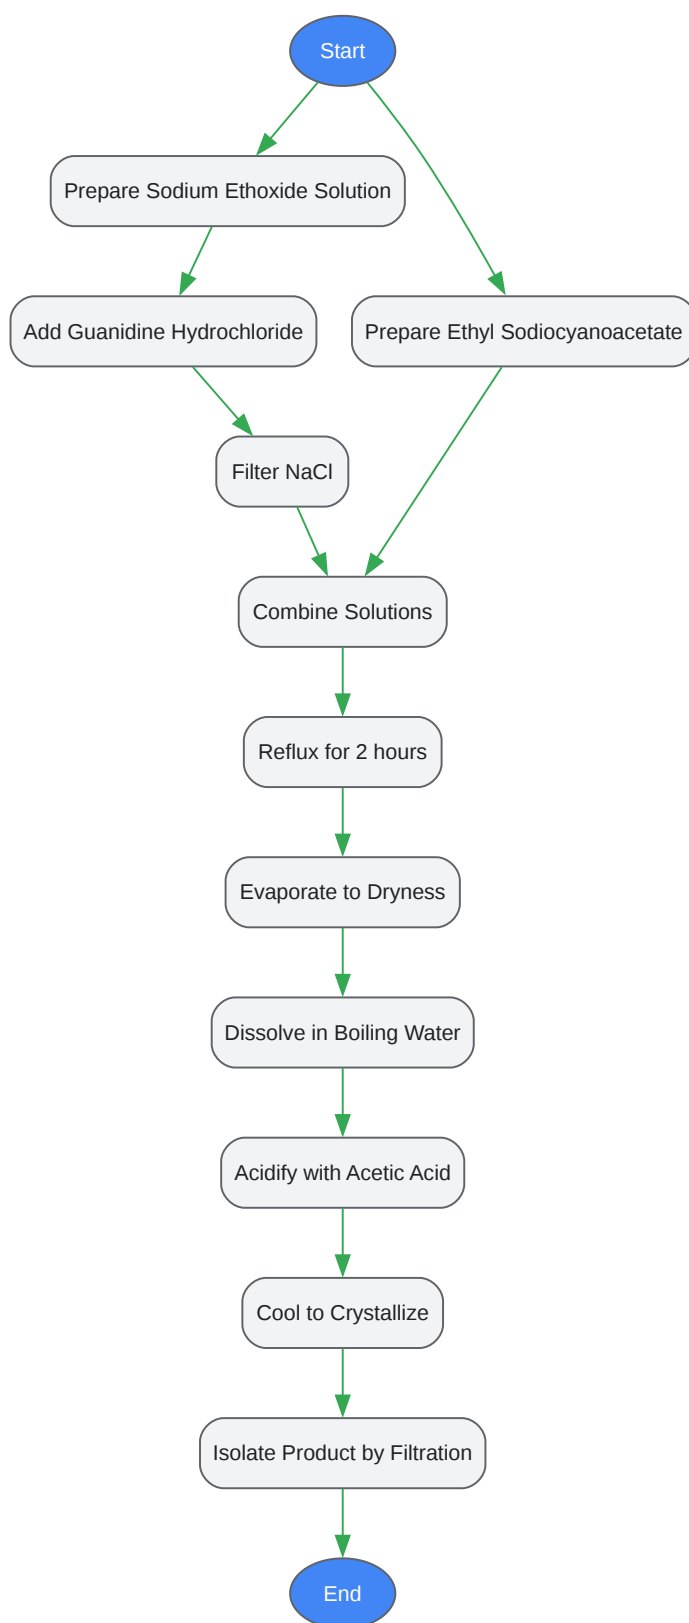 Start
Prepare Sodium Ethoxide Solution
Add Guanidine Hydrochloride
Prepare Ethyl Sodiocyanoacetate
Filter NaCl
Combine Solutions
Reflux for 2 hours
Evaporate to Dryness
Dissolve in Boiling Water
Acidify with Acetic Acid
Cool to Crystallize
Isolate Product by Filtration
End